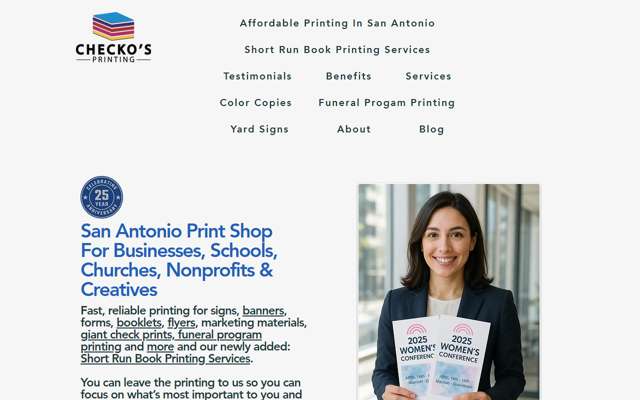 CHECKO'S
PRINTING
Affordable Printing In San Antonio
Short Run Book Printing Services
Testimonials Benefits Services
Color Copies Funeral Progam Printing
Yard Signs About Blog
CELEBRATING
25
YEAR
ANNIVERSARY
San Antonio Print Shop
For Businesses, Schools,
Churches, Nonprofits &
Creatives
Fast, reliable printing for signs, banners,
forms, booklets, flyers, marketing materials,
giant check prints, funeral program
printing and more and our newly added:
Short Run Book Printing Services.
You can leave the printing to us so you can
focus on what's most important to you and
2025
WOMEN'S
CONFERENCE
2025
WOMEN'S
CONFERENCE